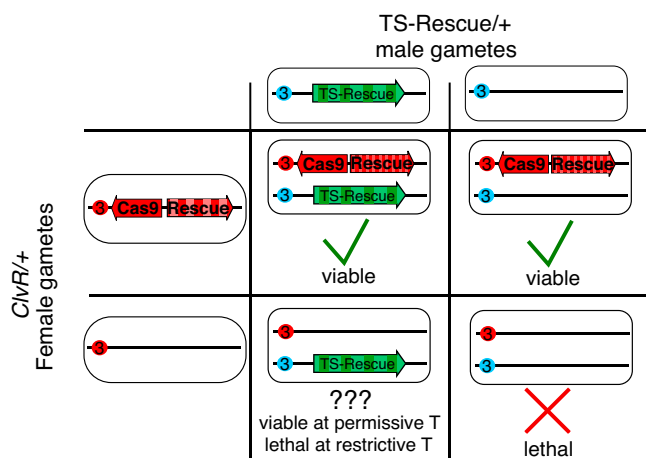 TS-Rescue/+
male gametes
3 TS-Rescue
3
ClvR/+
Female gametes
3 Cas9 Rescue
3 Cas9 Rescue
3 TS-Rescue
viable
3 Cas9 Rescue
3
viable
3
3
3 TS-Rescue
???
viable at permissive T
lethal at restrictive T
3
3
lethal